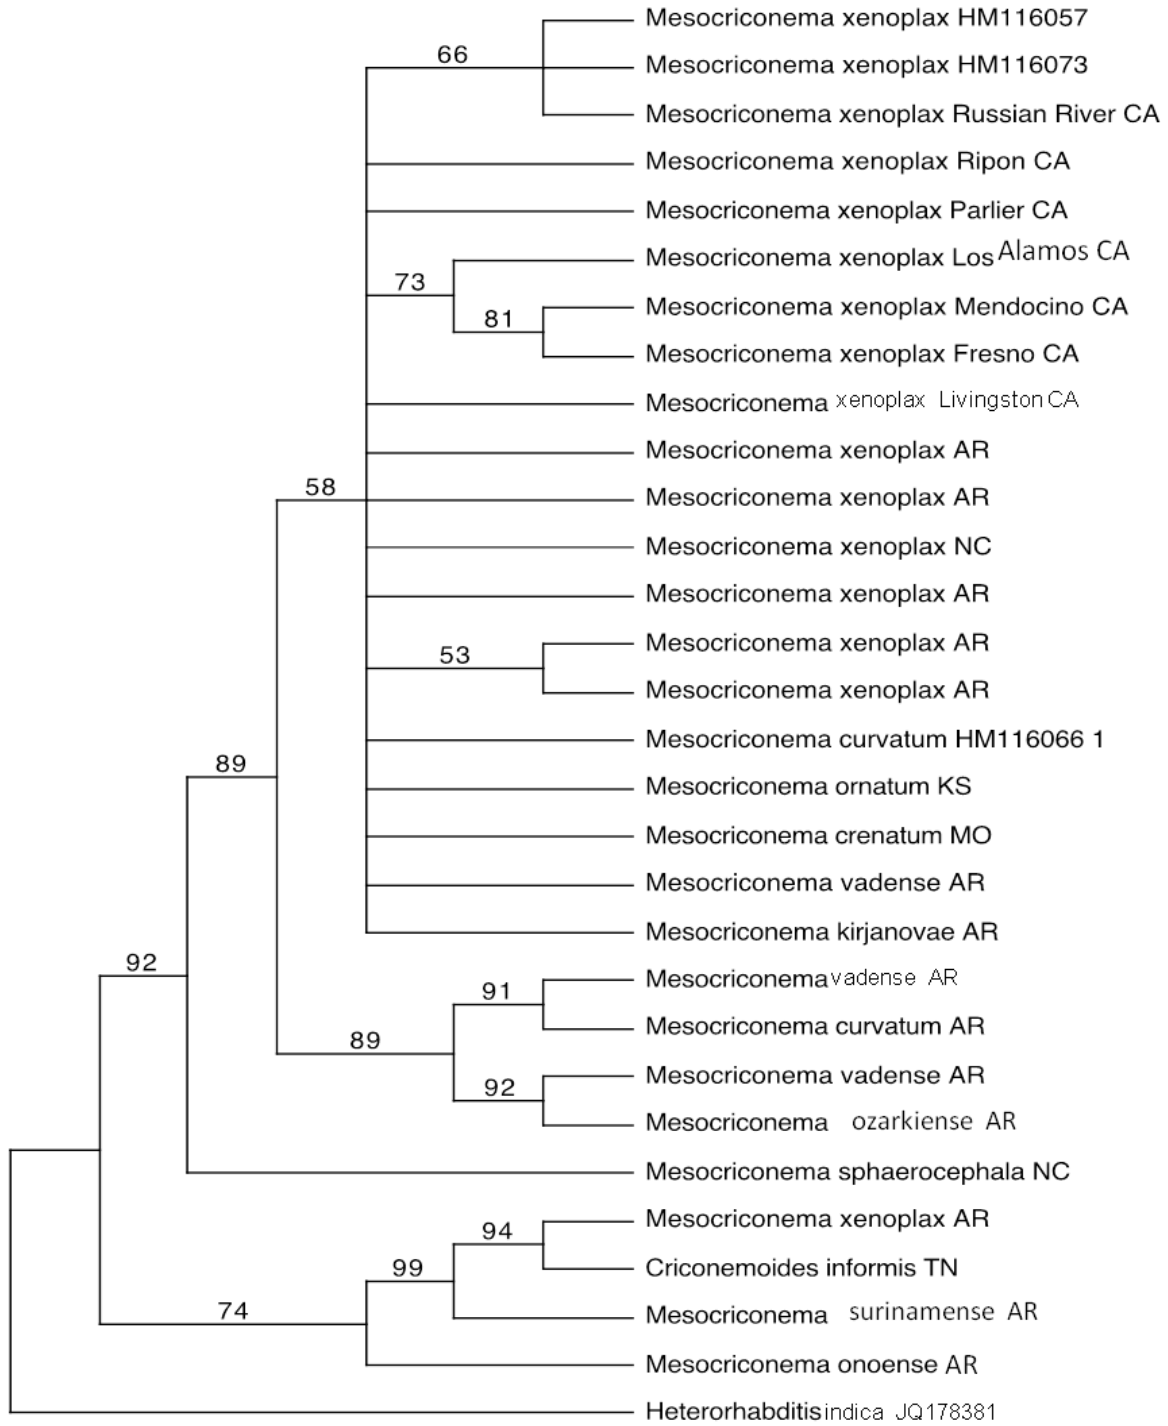 Mesocriconema xenoplax HM116057
66
Mesocriconema xenoplax HM116073
Mesocriconema xenoplax Russian River CA
Mesocriconema xenoplax Ripon CA
Mesocriconema xenoplax Parlier CA
Mesocriconema xenoplax Los Alamos CA
73
Mesocriconema xenoplax Mendocino CA
81
Mesocriconema xenoplax Fresno CA
Mesocriconema xenoplax Livingston CA
Mesocriconema xenoplax AR
58
Mesocriconema xenoplax AR
Mesocriconema xenoplax NC
Mesocriconema xenoplax AR
Mesocriconema xenoplax AR
53
Mesocriconema xenoplax AR
Mesocriconema curvatum HM116066 1
89
Mesocriconema ornatum KS
Mesocriconema crenatum MO
Mesocriconema vadense AR
Mesocriconema kirjanovae AR
92
Mesocriconema vadense AR
91
Mesocriconema curvatum AR
89
Mesocriconema vadense AR
92
Mesocriconema ozarkiense AR
Mesocriconema sphaerocephala NC
Mesocriconema xenoplax AR
94
Criconemoides informis TN
99
Mesocriconema surinamense AR
74
Mesocriconema onoense AR
Heterorhabditis indica JQ178381